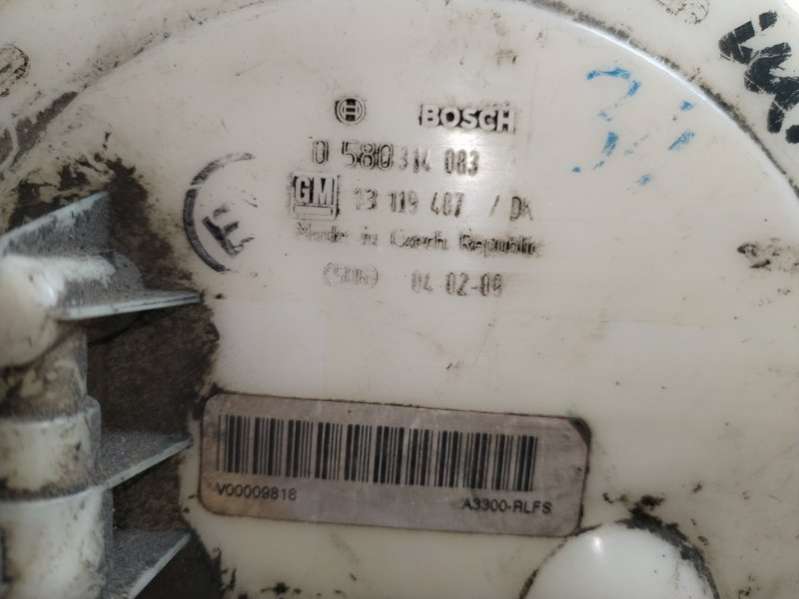 BOSCH
0 580 314 083
GM 13 119 487 / DK
Made in Czech Republic
04-02-08
V00009818 A3300-RLFS